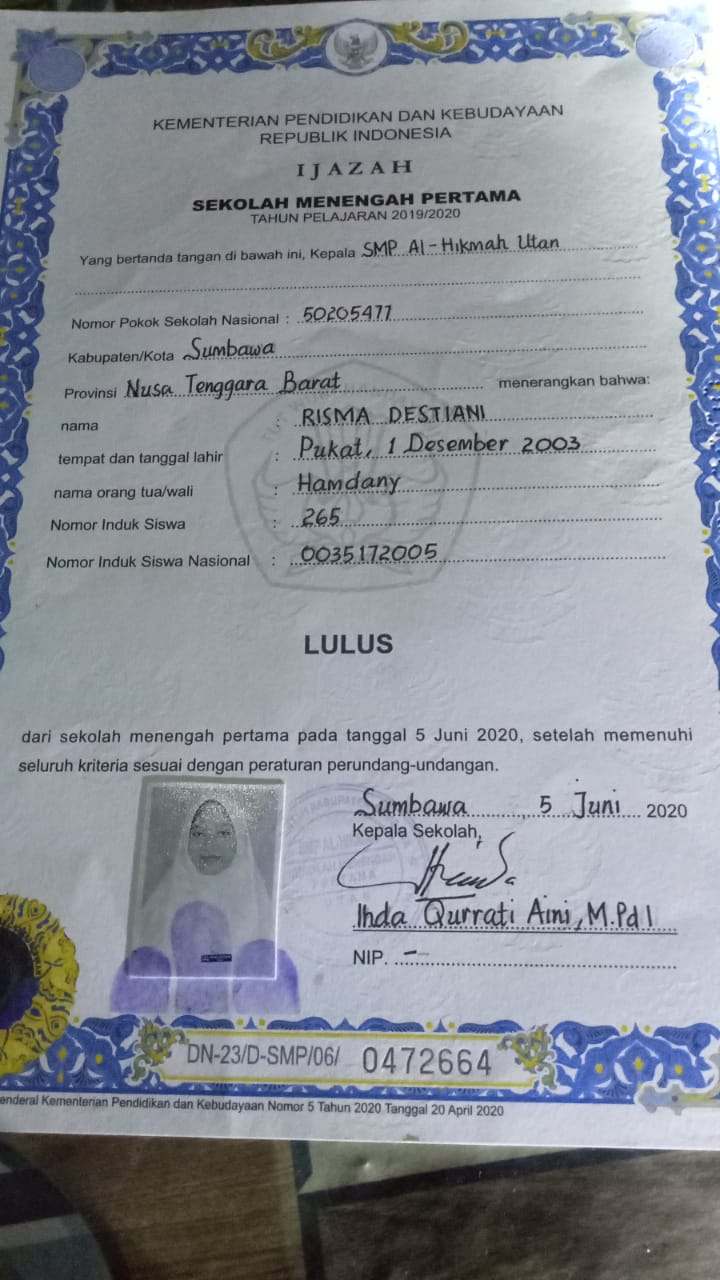 KEMENTERIAN PENDIDIKAN DAN KEBUDAYAAN
REPUBLIK INDONESIA
IJAZAH
SEKOLAH MENENGAH PERTAMA
TAHUN PELAJARAN 2019/2020
Yang bertanda tangan di bawah ini, Kepala SMP Al-Hikmah Utan
Nomor Pokok Sekolah Nasional : 50205477
Kabupaten/Kota Sumbawa
Provinsi Nusa Tenggara Barat menerangkan bahwa:
nama : RISMA DESTIANI
tempat dan tanggal lahir : Pukat, 1 Desember 2003
nama orang tua/wali : Hamdany
Nomor Induk Siswa : 265
Nomor Induk Siswa Nasional : 0035172005
LULUS
dari sekolah menengah pertama pada tanggal 5 Juni 2020, setelah memenuhi
seluruh kriteria sesuai dengan peraturan perundang-undangan.
Sumbawa, 5 Juni 2020
Kepala Sekolah,
Ihda Qurrati Aini, M.Pd I
NIP. -
DN-23/D-SMP/06/ 0472664
enderal Kementerian Pendidikan dan Kebudayaan Nomor 5 Tahun 2020 Tanggal 20 April 2020